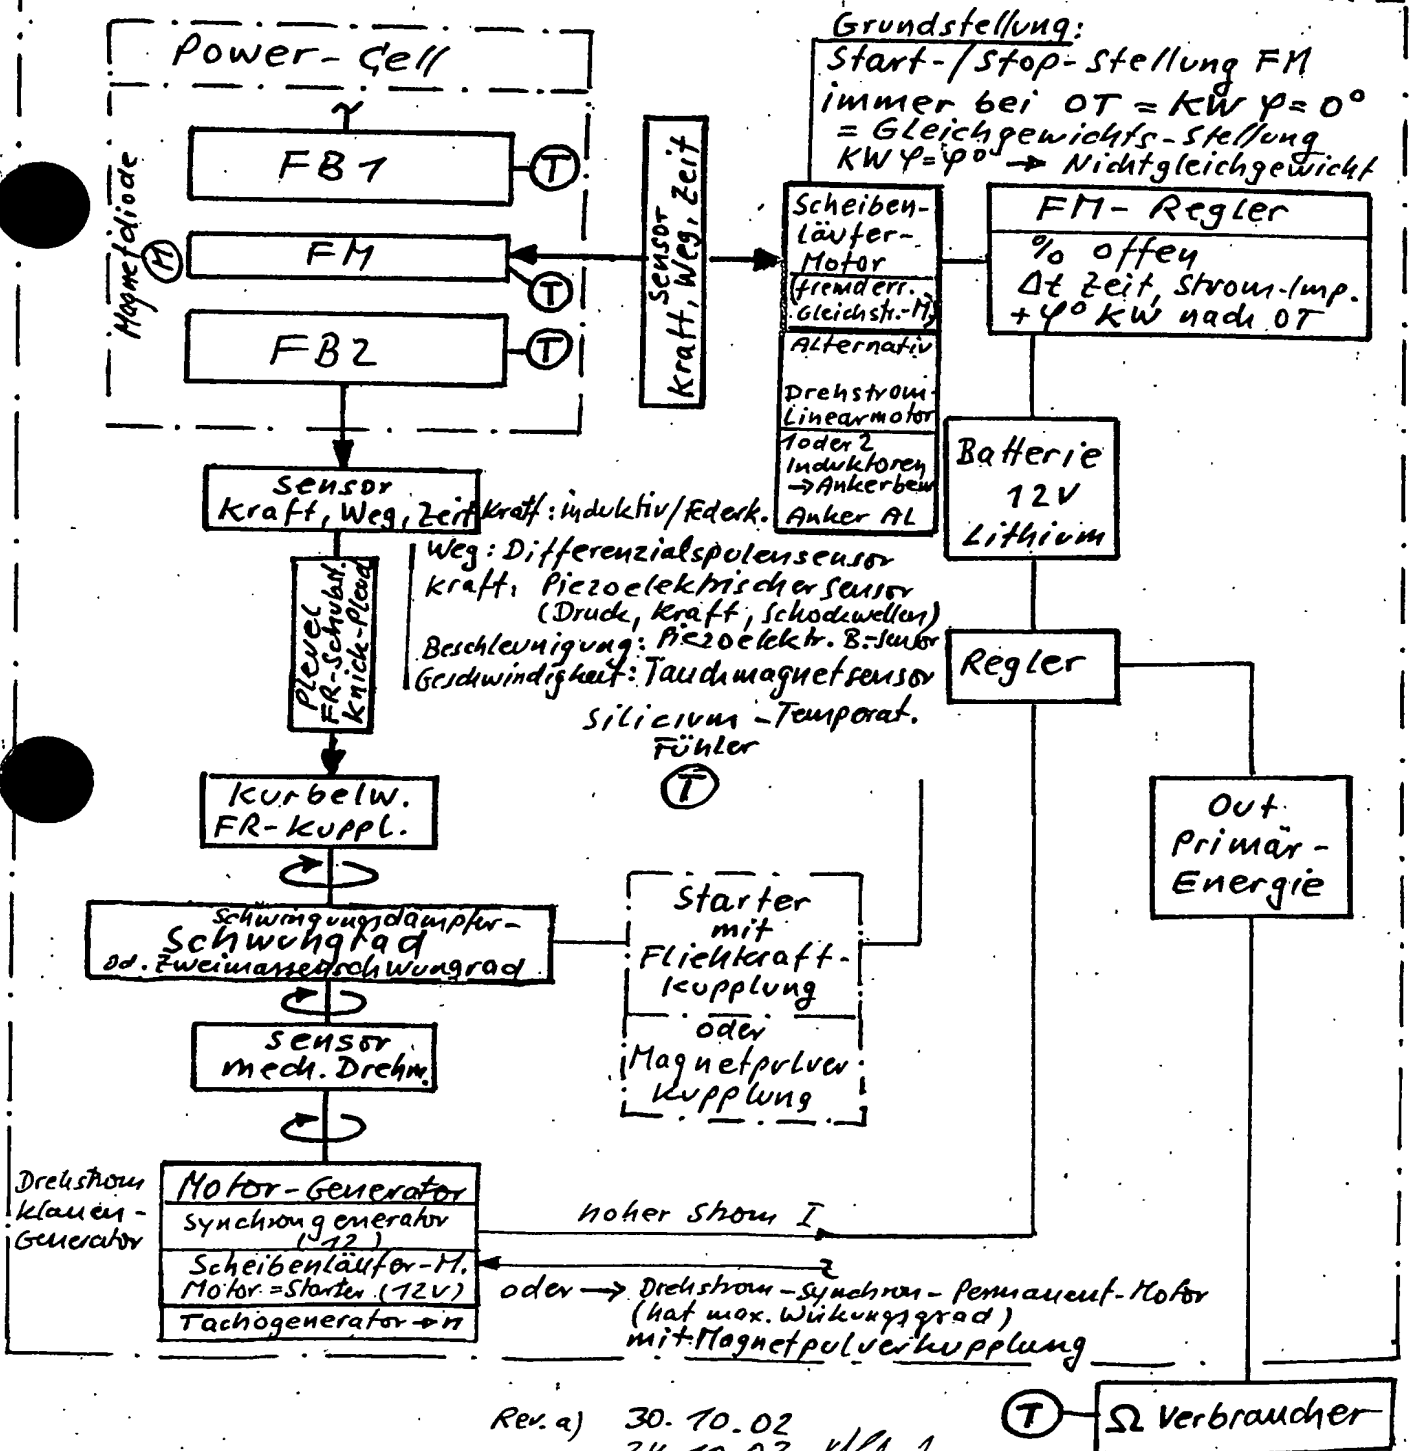 Power-Cell
Grundstellung:
Start-/Stop-Stellung FM
immer bei OT = KW φ = 0°
= Gleichgewichts-Stellung
KW φ = φ° → Nichtgleichgewicht
Magnetdiode
M
FB1
T
FM
T
FB2
T
Sensor
Kraft, Weg, Zeit
Scheiben-
läufer-
Motor
(fremderr.
Gleichstr.-M)
Alternativ
Drehstrom-
Linearmotor
1 oder 2
Induktoren
→ Ankerbew
Anker AL
FM-Regler
% offen
Δt Zeit, Strom-Imp.
+φ° KW nach OT
Batterie
12V
Lithium
Regler
Out
Primär-
Energie
Sensor
Kraft, Weg, Zeit
Kraft: induktiv/Federk.
Weg: Differenzialspulensensor
Kraft: Piezoelektrischer Sensor
(Druck, Kraft, Schockwellen)
Beschleunigung: Piezoelektr. B.-Sensor
Geschwindigkeit: Tauchmagnetsensor
Silicium-Temperat.
Fühler
T
Pleuel
FR-Schubst.
Knick-Pleuel
Kurbelw.
FR-Kuppl.
Schwingungsdämpfer-
Schwungrad
od. Zweimassenschwungrad
Starter
mit
Fliehkraft-
kupplung
oder
Magnetpulver
Kupplung
Sensor
mech. Drehm.
Drehstrom
Klauen-
Generator
Motor-Generator
Synchrongenerator
(12)
Scheibenläufer-M.
Motor = Starter (12V)
Tachogenerator → n
hoher Strom I
oder → Drehstrom-Synchron-Permanent-Motor
(hat max. Wirkungsgrad)
mit Magnetpulverkupplung
Rev. a) 30.10.02
T
Ω Verbraucher